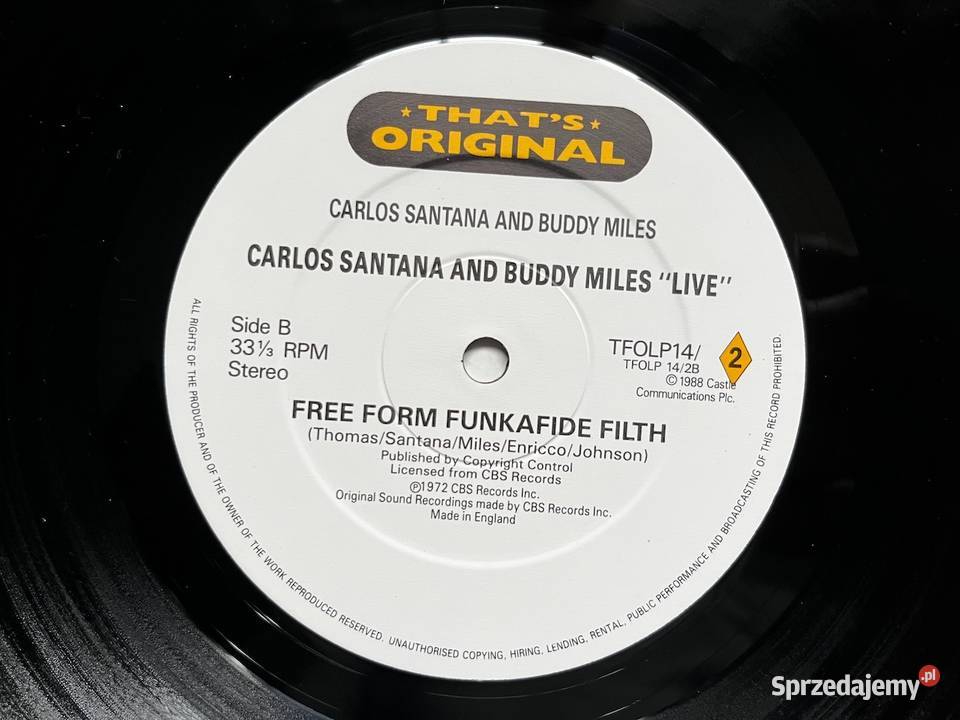 THAT'S
ORIGINAL
CARLOS SANTANA AND BUDDY MILES
CARLOS SANTANA AND BUDDY MILES "LIVE"
Side B
33⅓ RPM
Stereo
TFOLP14/ 2
TFOLP 14/2B
©1988 Castle
Communications Plc.
FREE FORM FUNKAFIDE FILTH
(Thomas/Santana/Miles/Enricco/Johnson)
Published by Copyright Control
Licensed from CBS Records
℗1972 CBS Records Inc.
Original Sound Recordings made by CBS Records Inc.
Made in England
ALL RIGHTS OF THE PRODUCER AND OF THE OWNER OF THE WORK REPRODUCED RESERVED. UNAUTHORISED COPYING, HIRING, LENDING, RENTAL, PUBLIC PERFORMANCE AND BROADCASTING OF THIS RECORD PROHIBITED.
Sprzedajemy.pl